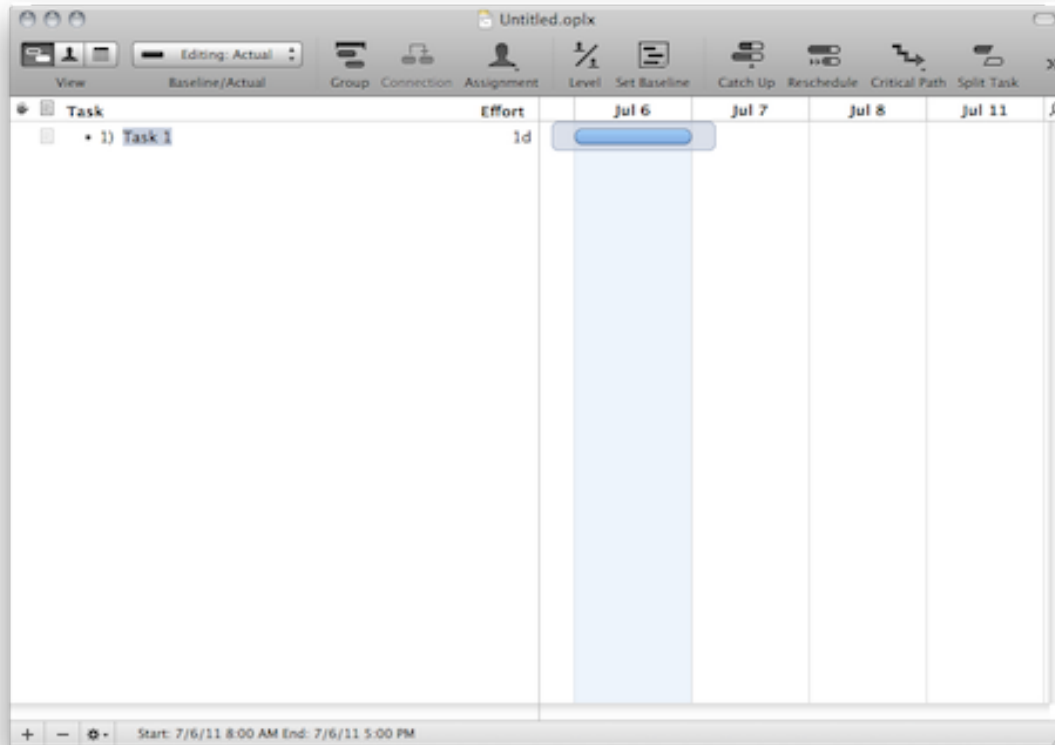 Untitled.oplx
Editing: Actual
View Baseline/Actual Group Connection Assignment Level Set Baseline Catch Up Reschedule Critical Path Split Task
Task Effort Jul 6 Jul 7 Jul 8 Jul 11
• 1) Task 1 1d
Start: 7/6/11 8:00 AM End: 7/6/11 5:00 PM